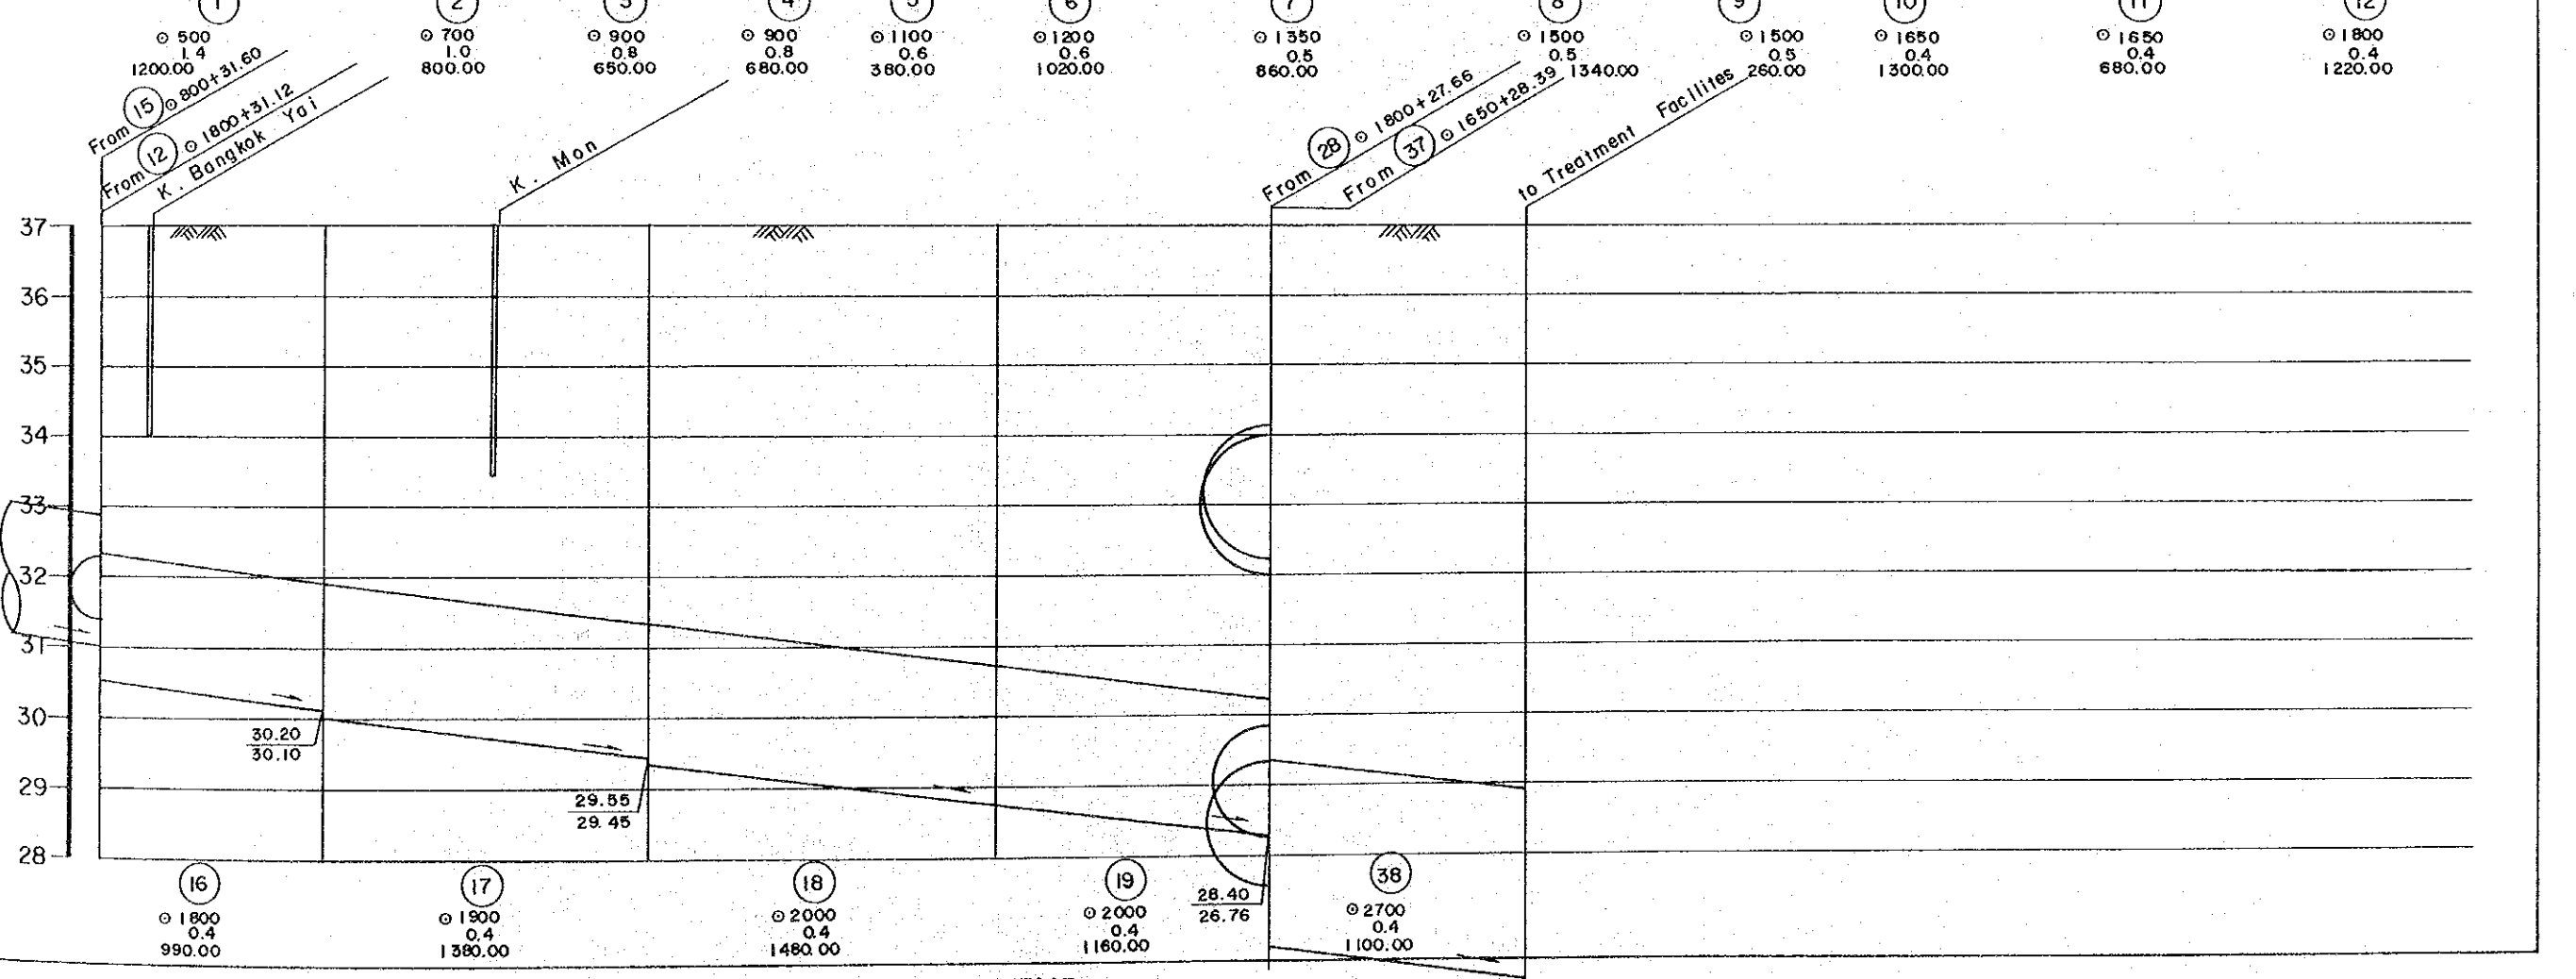 1 2 3 4 5 6 7 8 9 10 11 12
⊙ 500 ⊙ 700 ⊙ 900 ⊙ 900 ⊙ 1100 ⊙ 1200 ⊙ 1350 ⊙ 1500 ⊙ 1500 ⊙ 1650 ⊙ 1650 ⊙ 1800
1.4 1.0 0.8 0.8 0.6 0.6 0.5 0.5 0.5 0.4 0.4 0.4
1200.00 800.00 650.00 680.00 380.00 1020.00 860.00 1340.00 260.00 1300.00 680.00 1220.00
From 15 ⊙ 800+31.60
From 12 ⊙ 1800+31.12
K. Bangkok Yai
K. Mon
From 28 ⊙ 1800+27.66
From 37 ⊙ 1650+28.39
to Treatment Facilites
37
36
35
34
33
32
31
30
29
28
30.20
30.10
29.55
29.45
28.40
26.76
16 17 18 19 38
⊙ 1800 ⊙ 1900 ⊙ 2000 ⊙ 2000 ⊙ 2700
0.4 0.4 0.4 0.4 0.4
990.00 1380.00 1480.00 1160.00 1100.00